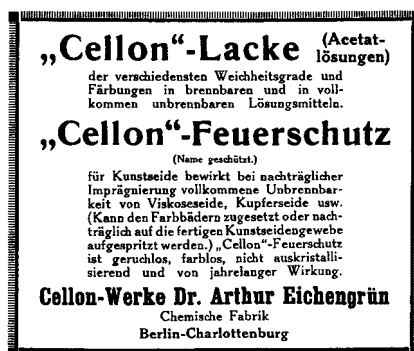 „Cellon“-Lacke (Acetat-
lösungen)
der verschiedensten Weichheitsgrade und
Färbungen in brennbaren und in voll-
kommen unbrennbaren Lösungsmitteln.
„Cellon“-Feuerschutz
(Name geschützt.)
für Kunstseide bewirkt bei nachträglicher
Imprägnierung vollkommene Unbrennbar-
keit von Viskoseseide, Kupferseide usw.
(Kann den Farbbädern zugesetzt oder nach-
träglich auf die fertigen Kunstseidengewebe
aufgespritzt werden.) „Cellon“-Feuerschutz
ist geruchlos, farblos, nicht auskristalli-
sierend und von jahrelanger Wirkung.
Cellon-Werke Dr. Arthur Eichengrün
Chemische Fabrik
Berlin-Charlottenburg